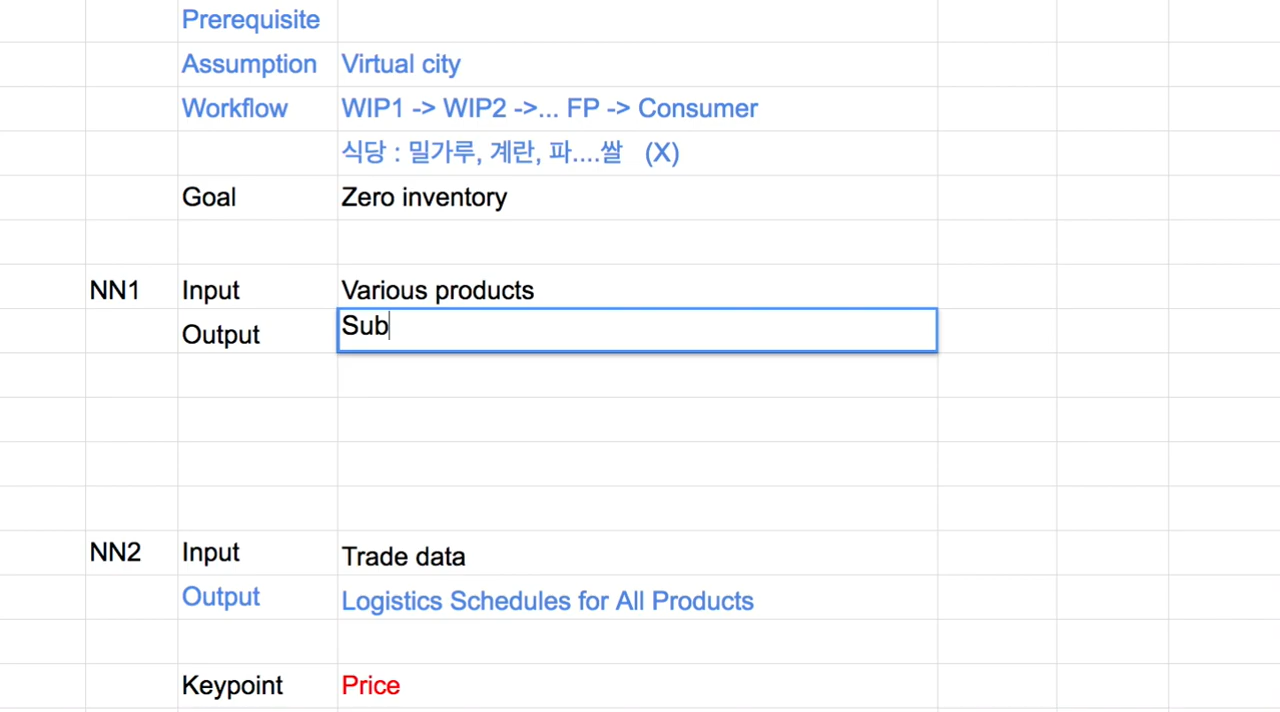 Prerequisite
Assumption Virtual city
Workflow WIP1 -> WIP2 ->... FP -> Consumer
식당 : 밀가루, 계란, 파....쌀 (X)
Goal Zero inventory
NN1 Input Various products
Output Sub
NN2 Input Trade data
Output Logistics Schedules for All Products
Keypoint Price